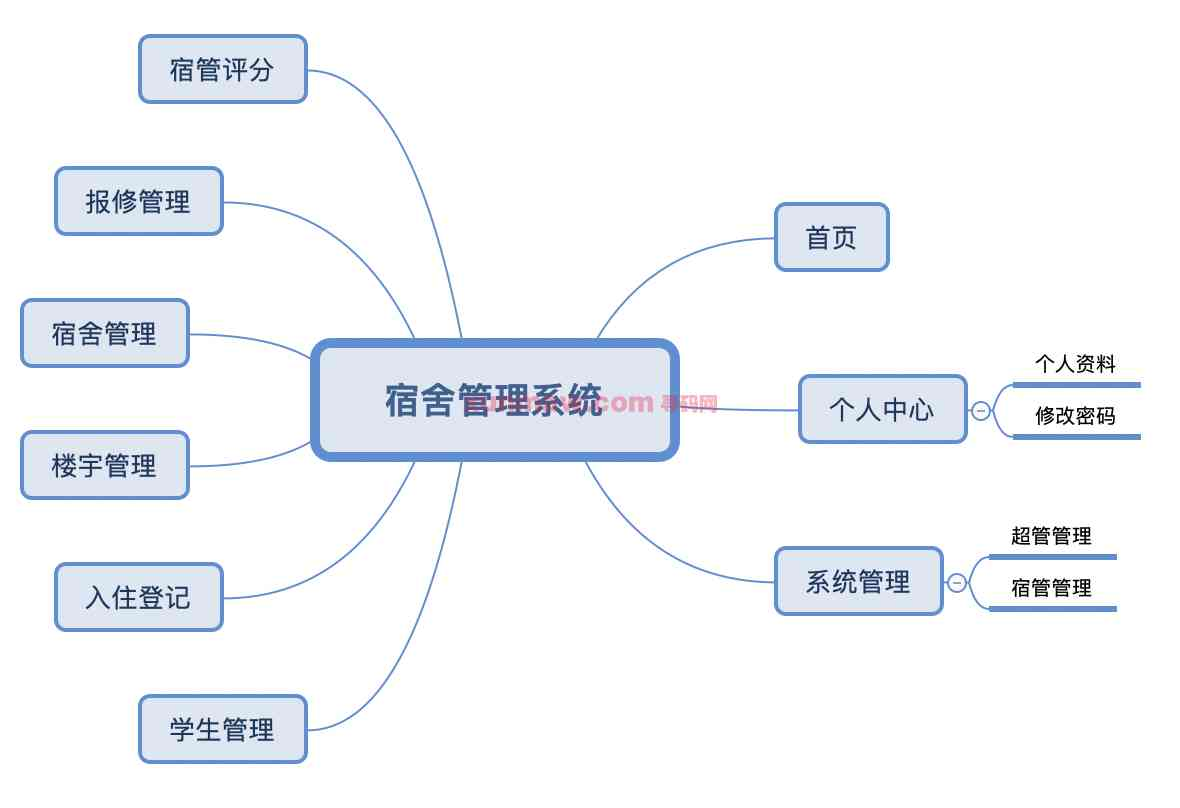 宿管评分
报修管理
首页
宿舍管理
个人资料
宿舍管理系统
.com 寻码网
个人中心
修改密码
楼宇管理
超管管理
系统管理
宿管管理
入住登记
学生管理